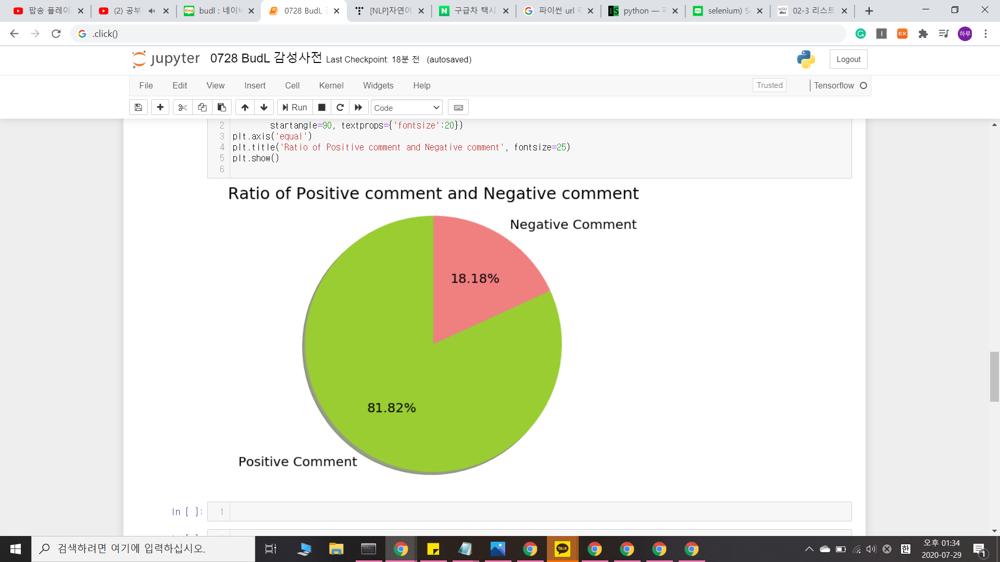 팝송 플레이
(2) 공부
budl : 네이버
0728 BudL
[NLP]자연어
구급차 택시
파이썬 url
python —
selenium)
02-3 리스트
.click()
EX
하루
jupyter 0728 BudL 감성사전 Last Checkpoint: 18분 전 (autosaved)
Logout
File Edit View Insert Cell Kernel Widgets Help
Trusted
Tensorflow
Run
Code
2 startangle=90, textprops={'fontsize':20})
3 plt.axis('equal')
4 plt.title('Ratio of Positive comment and Negative comment', fontsize=25)
5 plt.show()
6
Ratio of Positive comment and Negative comment
Negative Comment
18.18%
81.82%
Positive Comment
In [ ]: 1
검색하려면 여기에 입력하십시오.
TALK
한
오후 01:34
2020-07-29
1